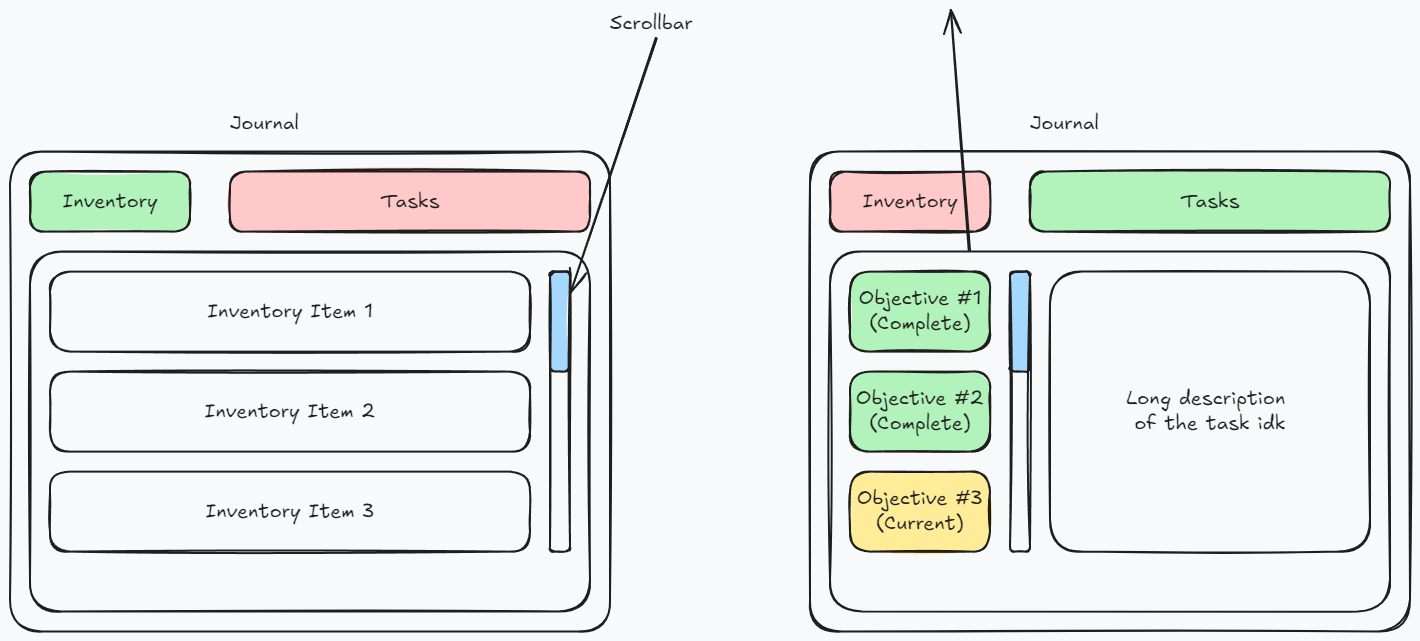 Scrollbar
Journal
Inventory
Tasks
Inventory Item 1
Inventory Item 2
Inventory Item 3
Journal
Inventory
Tasks
Objective #1
(Complete)
Objective #2
(Complete)
Objective #3
(Current)
Long description
of the task idk